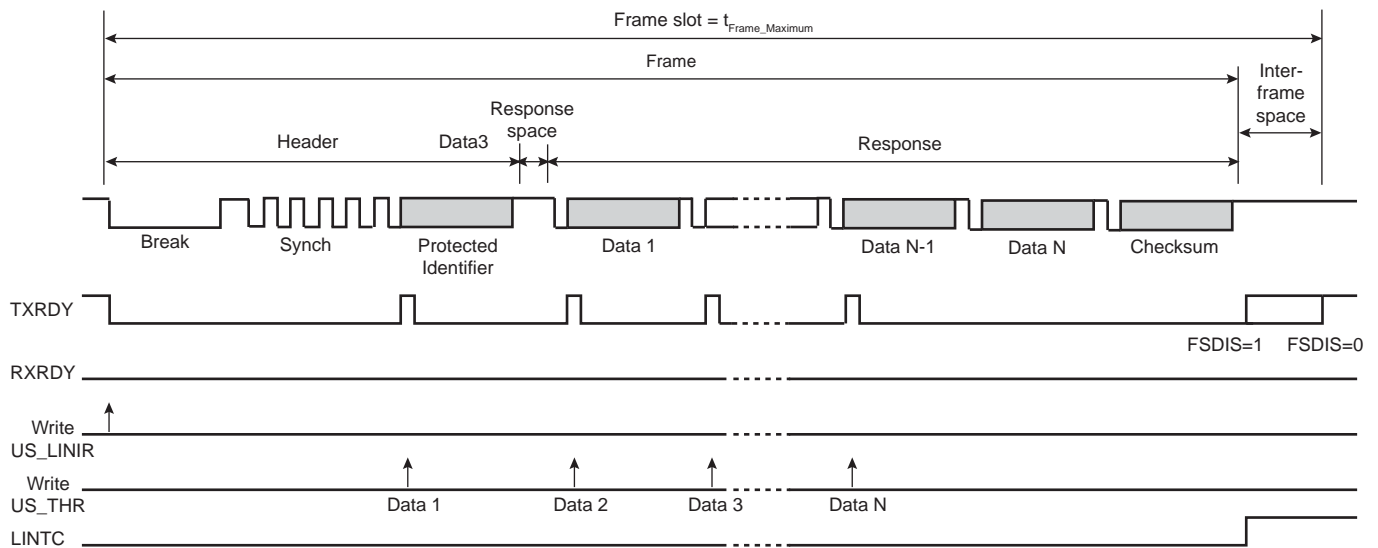 Frame slot = tFrame_Maximum
Frame
Inter-
frame
space
Response
space
Header
Data3
Response
Break
Synch
Protected
Identifier
Data 1
Data N-1
Data N
Checksum
TXRDY
FSDIS=1
FSDIS=0
RXRDY
Write
US_LINIR
Write
US_THR
Data 1
Data 2
Data 3
Data N
LINTC